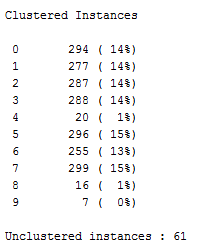 Clustered Instances
0 294 ( 14%)
1 277 ( 14%)
2 287 ( 14%)
3 288 ( 14%)
4 20 ( 1%)
5 296 ( 15%)
6 255 ( 13%)
7 299 ( 15%)
8 16 ( 1%)
9 7 ( 0%)
Unclustered instances : 61